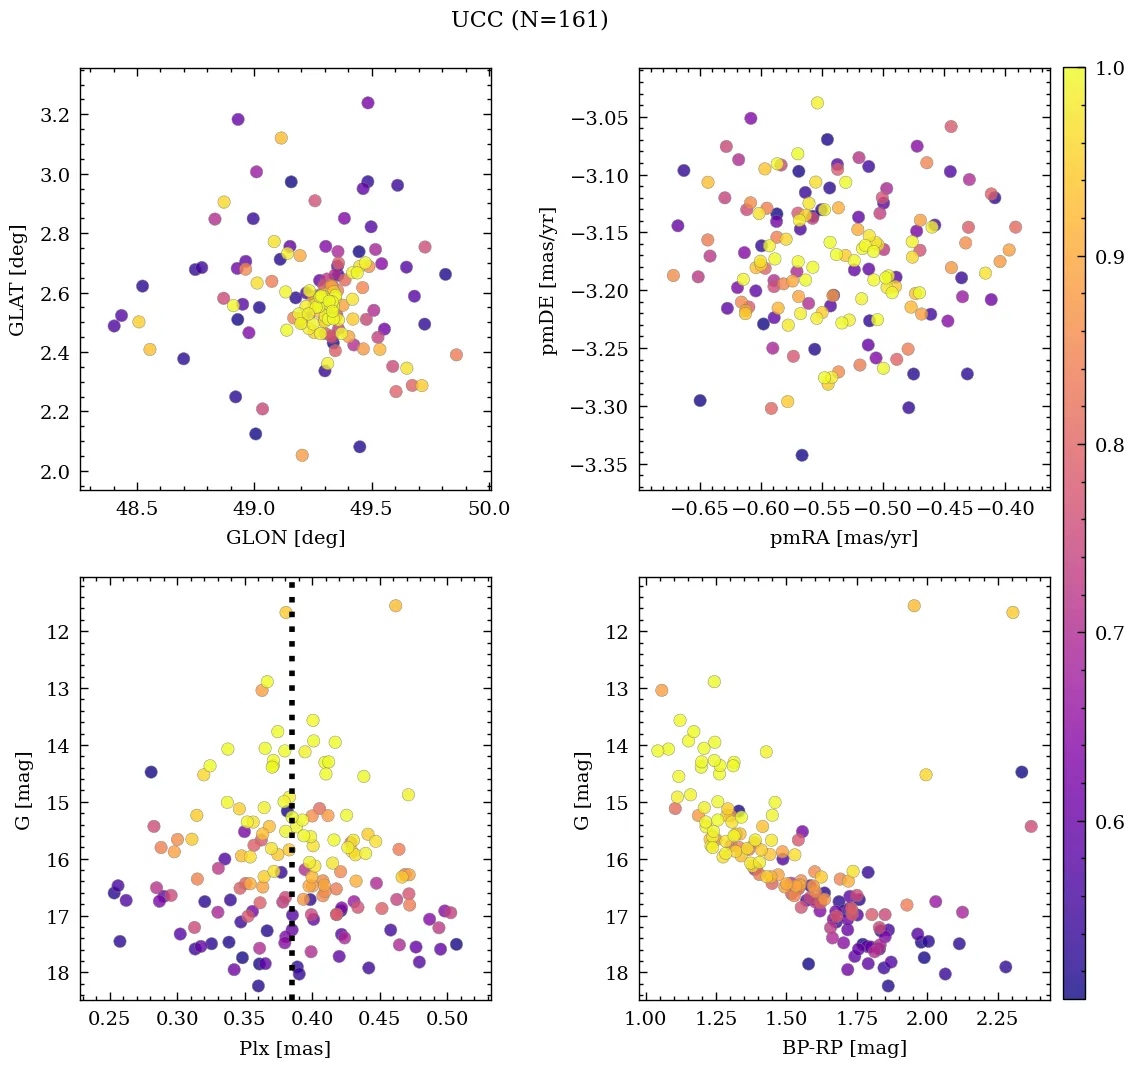 UCC (N=161)
3.2
3.0
2.8
2.6
2.4
2.2
2.0
GLAT [deg]
48.5 49.0 49.5 50.0
GLON [deg]
−3.05
−3.10
−3.15
−3.20
−3.25
−3.30
−3.35
pmDE [mas/yr]
−0.65 −0.60 −0.55 −0.50 −0.45 −0.40
pmRA [mas/yr]
1.0
0.9
0.8
0.7
0.6
12
13
14
15
16
17
18
G [mag]
0.25 0.30 0.35 0.40 0.45 0.50
Plx [mas]
12
13
14
15
16
17
18
G [mag]
1.00 1.25 1.50 1.75 2.00 2.25
BP-RP [mag]